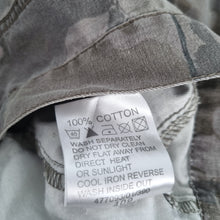 100% COTTON
WASH SEPARATELY
DO NOT DRY CLEAN
DRY FLAT AWAY FROM
DIRECT HEAT
OR SUNLIGHT
COOL IRON REVERSE
WASH INSIDE OUT